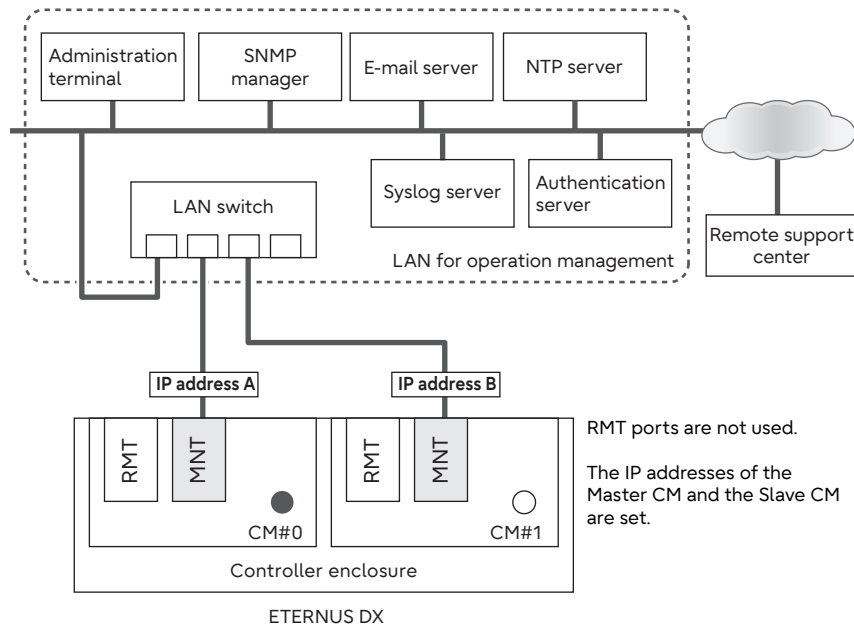 Administration
terminal
SNMP
manager
E-mail server
NTP server
Syslog server
Authentication
server
LAN switch
LAN for operation management
Remote support
center
IP address A
IP address B
RMT
MNT
CM#0
RMT
MNT
CM#1
Controller enclosure
ETERNUS DX
RMT ports are not used.
The IP addresses of the
Master CM and the Slave CM
are set.